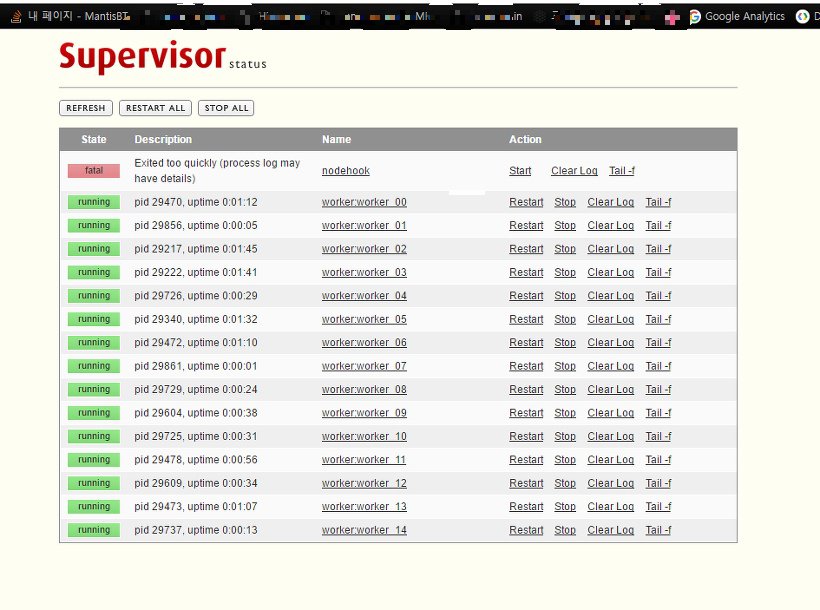 내 페이지 - MantisBT
Google Analytics
Supervisor status
REFRESH RESTART ALL STOP ALL
State Description Name Action
fatal Exited too quickly (process log may have details) nodehook Start Clear Log Tail -f
running pid 29470, uptime 0:01:12 worker:worker_00 Restart Stop Clear Log Tail -f
running pid 29856, uptime 0:00:05 worker:worker_01 Restart Stop Clear Log Tail -f
running pid 29217, uptime 0:01:45 worker:worker_02 Restart Stop Clear Log Tail -f
running pid 29222, uptime 0:01:41 worker:worker_03 Restart Stop Clear Log Tail -f
running pid 29726, uptime 0:00:29 worker:worker_04 Restart Stop Clear Log Tail -f
running pid 29340, uptime 0:01:32 worker:worker_05 Restart Stop Clear Log Tail -f
running pid 29472, uptime 0:01:10 worker:worker_06 Restart Stop Clear Log Tail -f
running pid 29861, uptime 0:00:01 worker:worker_07 Restart Stop Clear Log Tail -f
running pid 29729, uptime 0:00:24 worker:worker_08 Restart Stop Clear Log Tail -f
running pid 29604, uptime 0:00:38 worker:worker_09 Restart Stop Clear Log Tail -f
running pid 29725, uptime 0:00:31 worker:worker_10 Restart Stop Clear Log Tail -f
running pid 29478, uptime 0:00:56 worker:worker_11 Restart Stop Clear Log Tail -f
running pid 29609, uptime 0:00:34 worker:worker_12 Restart Stop Clear Log Tail -f
running pid 29473, uptime 0:01:07 worker:worker_13 Restart Stop Clear Log Tail -f
running pid 29737, uptime 0:00:13 worker:worker_14 Restart Stop Clear Log Tail -f